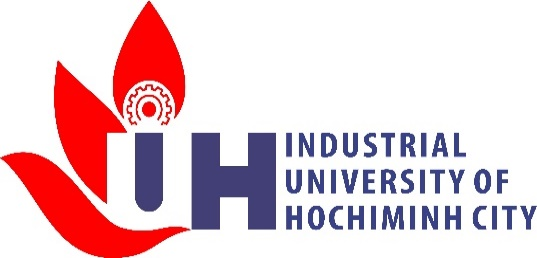 IUH
INDUSTRIAL
UNIVERSITY OF
HOCHIMINH CITY